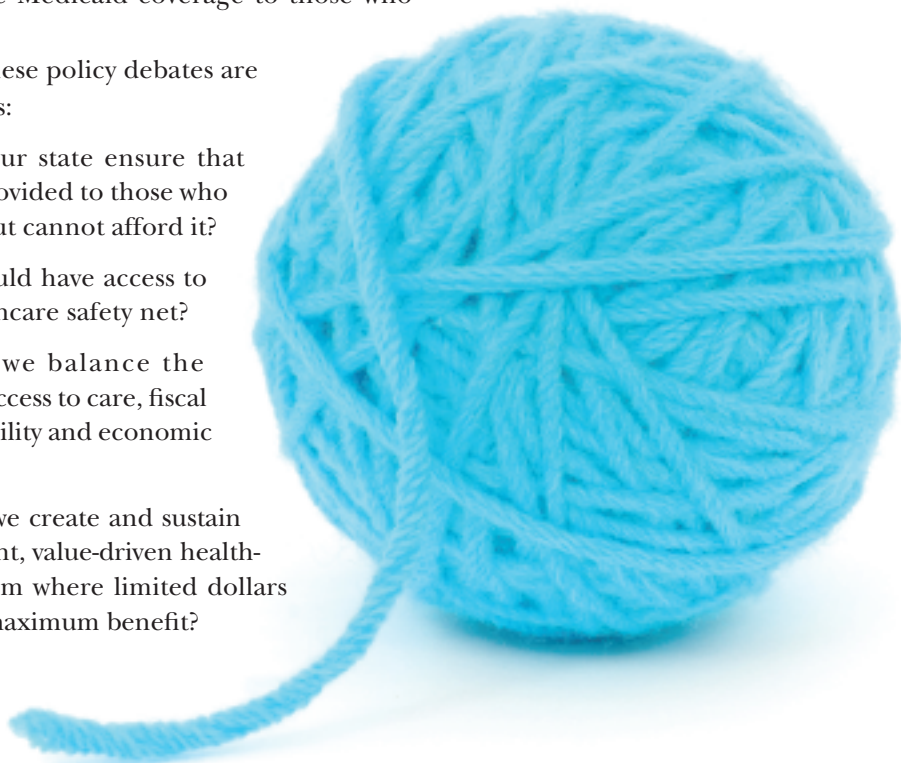 Medicaid coverage to those who
ese policy debates are
s:
ur state ensure that
ovided to those who
ut cannot afford it?
uld have access to
hcare safety net?
we balance the
ccess to care, fiscal
ility and economic
we create and sustain
nt, value-driven health-
m where limited dollars
maximum benefit?